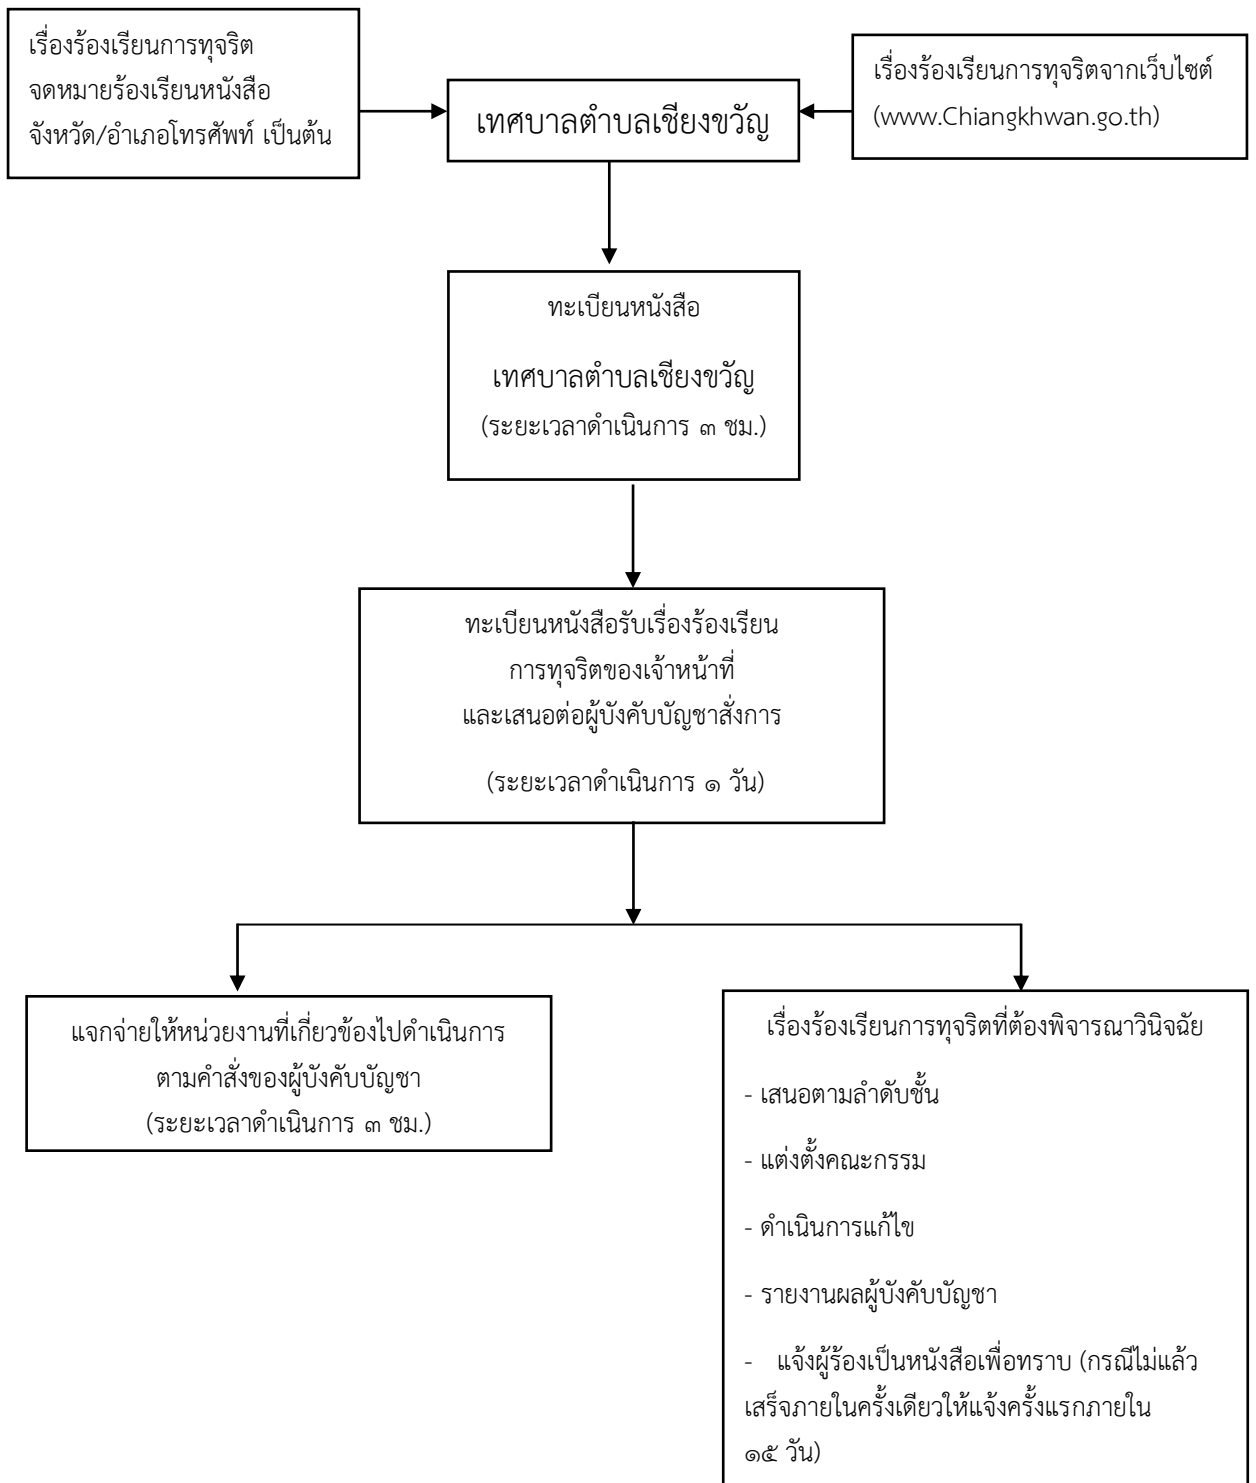 เรื่องร้องเรียนการทุจริต
จดหมายร้องเรียนหนังสือ
จังหวัด/อำเภอโทรศัพท์ เป็นต้น
เทศบาลตำบลเชียงขวัญ
เรื่องร้องเรียนการทุจริตจากเว็บไซต์
(www.Chiangkhwan.go.th)
ทะเบียนหนังสือ
เทศบาลตำบลเชียงขวัญ
(ระยะเวลาดำเนินการ ๓ ชม.)
ทะเบียนหนังสือรับเรื่องร้องเรียน
การทุจริตของเจ้าหน้าที่
และเสนอต่อผู้บังคับบัญชาสั่งการ
(ระยะเวลาดำเนินการ ๑ วัน)
แจกจ่ายให้หน่วยงานที่เกี่ยวข้องไปดำเนินการ
ตามคำสั่งของผู้บังคับบัญชา
(ระยะเวลาดำเนินการ ๓ ชม.)
เรื่องร้องเรียนการทุจริตที่ต้องพิจารณาวินิจฉัย
- เสนอตามลำดับชั้น
- แต่งตั้งคณะกรรม
- ดำเนินการแก้ไข
- รายงานผลผู้บังคับบัญชา
- แจ้งผู้ร้องเป็นหนังสือเพื่อทราบ (กรณีไม่แล้ว
เสร็จภายในครั้งเดียวให้แจ้งครั้งแรกภายใน
๑๕ วัน)